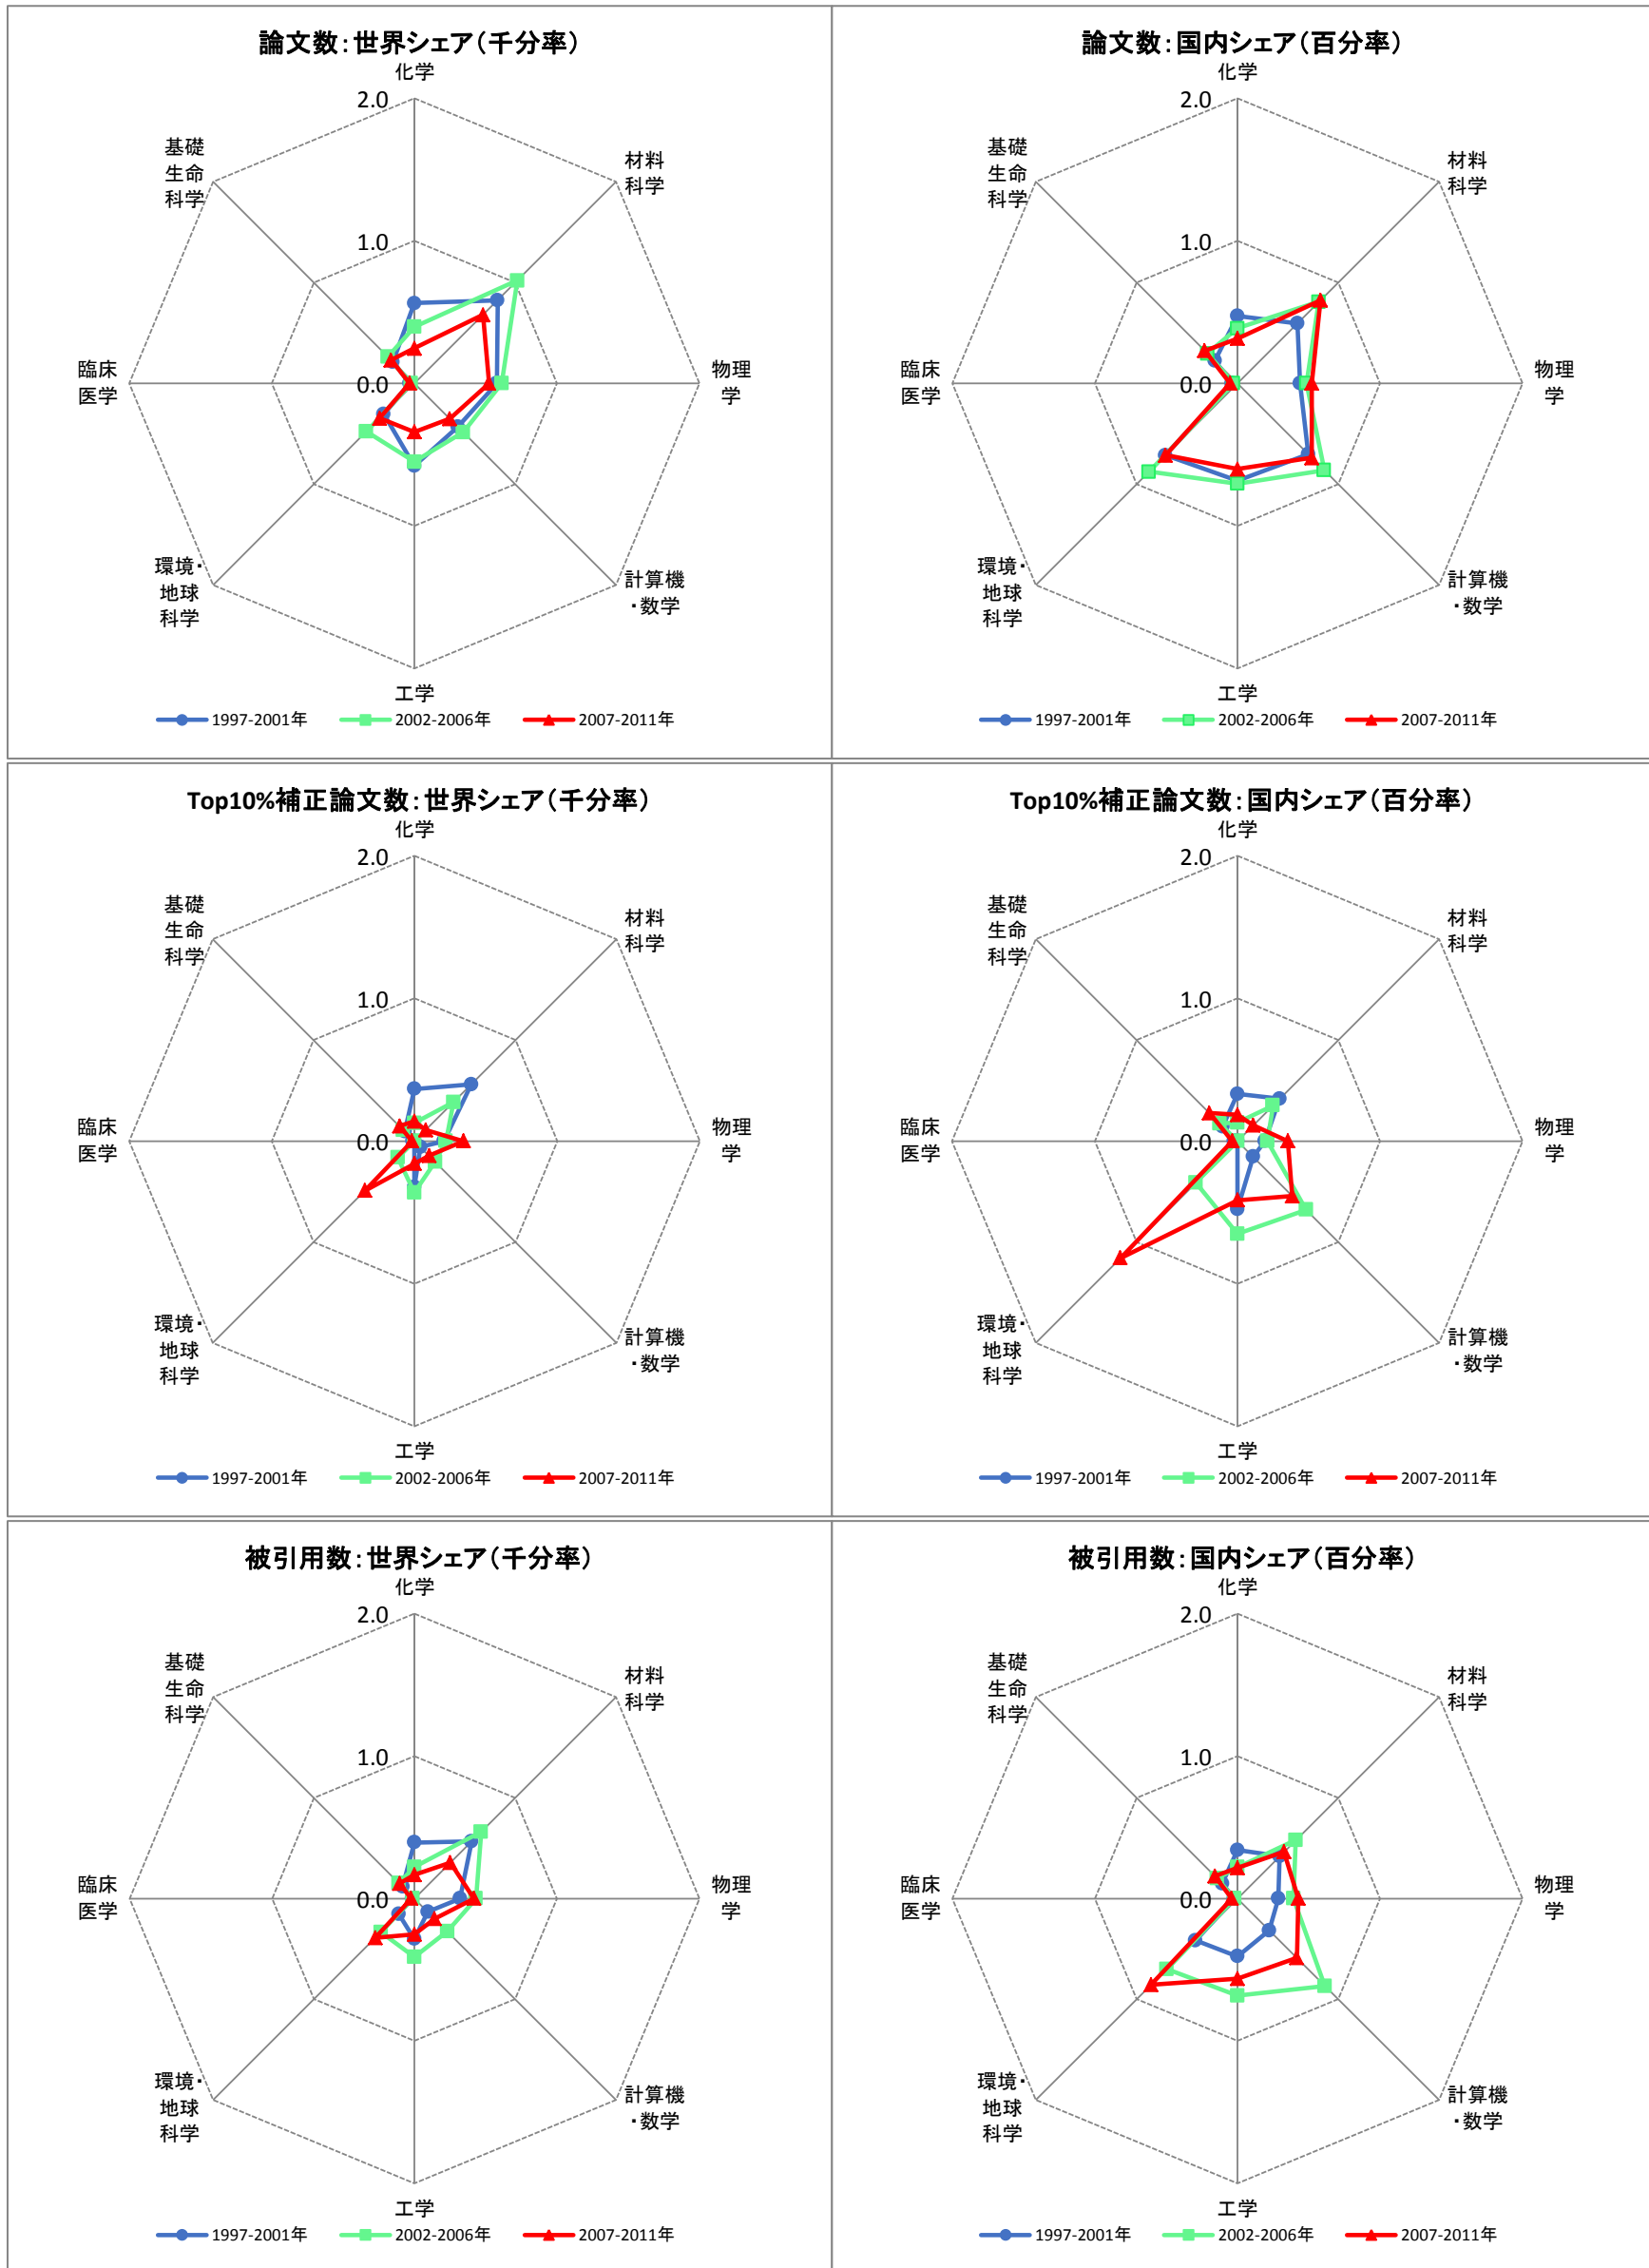 論文数：世界シェア（千分率）
化学
2.0
基礎
生命
科学
材料
科学
1.0
臨床
医学
0.0
物理
学
環境・
地球
科学
計算機
・数学
工学
1997-2001年 2002-2006年 2007-2011年
論文数：国内シェア（百分率）
化学
2.0
基礎
生命
科学
材料
科学
1.0
臨床
医学
0.0
物理
学
環境・
地球
科学
計算機
・数学
工学
1997-2001年 2002-2006年 2007-2011年
Top10%補正論文数：世界シェア（千分率）
化学
2.0
基礎
生命
科学
材料
科学
1.0
臨床
医学
0.0
物理
学
環境・
地球
科学
計算機
・数学
工学
1997-2001年 2002-2006年 2007-2011年
Top10%補正論文数：国内シェア（百分率）
化学
2.0
基礎
生命
科学
材料
科学
1.0
臨床
医学
0.0
物理
学
環境・
地球
科学
計算機
・数学
工学
1997-2001年 2002-2006年 2007-2011年
被引用数：世界シェア（千分率）
化学
2.0
基礎
生命
科学
材料
科学
1.0
臨床
医学
0.0
物理
学
環境・
地球
科学
計算機
・数学
工学
1997-2001年 2002-2006年 2007-2011年
被引用数：国内シェア（百分率）
化学
2.0
基礎
生命
科学
材料
科学
1.0
臨床
医学
0.0
物理
学
環境・
地球
科学
計算機
・数学
工学
1997-2001年 2002-2006年 2007-2011年